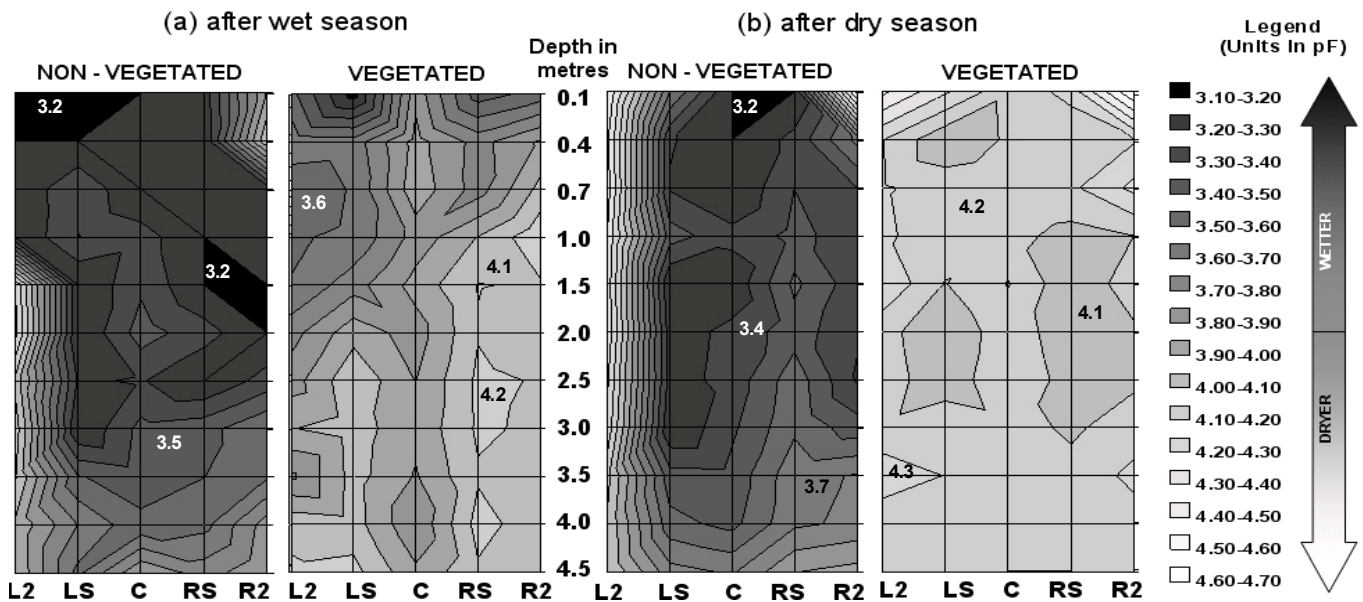 (a) after wet season
(b) after dry season
Legend
(Units in pF)
Depth in
metres
NON - VEGETATED
VEGETATED
NON - VEGETATED
VEGETATED
3.2
3.6
3.2
4.1
4.2
3.5
3.2
3.4
3.7
4.2
4.1
4.3
0.1
0.4
0.7
1.0
1.5
2.0
2.5
3.0
3.5
4.0
4.5
L2 LS C RS R2
L2 LS C RS R2
L2 LS C RS R2
L2 LS C RS R2
3.10-3.20
3.20-3.30
3.30-3.40
3.40-3.50
3.50-3.60
3.60-3.70
3.70-3.80
3.80-3.90
3.90-4.00
4.00-4.10
4.10-4.20
4.20-4.30
4.30-4.40
4.40-4.50
4.50-4.60
4.60-4.70
WETTER
DRYER